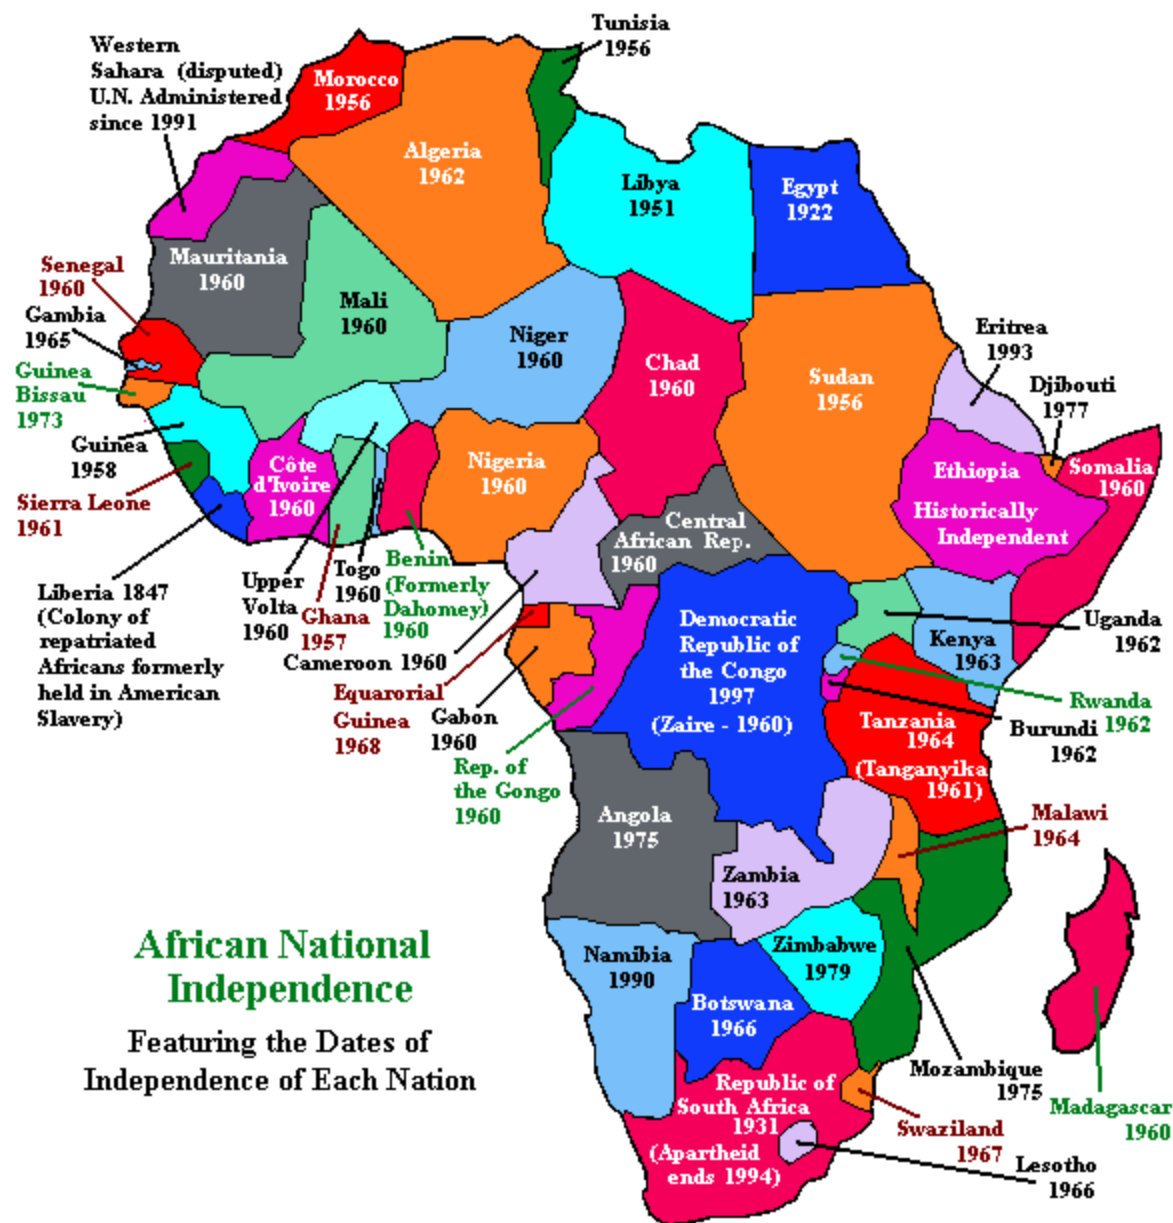 Western
Sahara (disputed)
U.N. Administered
since 1991
Morocco
1956
Tunisia
1956
Algeria
1962
Libya
1951
Egypt
1922
Mauritania
1960
Senegal
1960
Gambia
1965
Guinea
Bissau
1973
Guinea
1958
Sierra Leone
1961
Liberia 1847
(Colony of
repatriated
Africans formerly
held in American
Slavery)
Mali
1960
Niger
1960
Chad
1960
Sudan
1956
Eritrea
1993
Djibouti
1977
Ethiopia
Historically
Independent
Somalia
1960
Côte
d'Ivoire
1960
Upper
Volta
1960
Ghana
1957
Togo
1960
Benin
(Formerly
Dahomey)
1960
Nigeria
1960
Cameroon 1960
Central
African Rep.
1960
Equarorial
Guinea
1968
Gabon
1960
Rep. of
the Gongo
1960
Democratic
Republic of
the Congo
1997
(Zaire - 1960)
Uganda
1962
Kenya
1963
Rwanda
1962
Burundi
1962
Tanzania
1964
(Tanganyika
1961)
Angola
1975
Zambia
1963
Malawi
1964
Namibia
1990
Botswana
1966
Zimbabwe
1979
Mozambique
1975
Madagascar
1960
Republic of
South Africa
1931
(Apartheid
ends 1994)
Swaziland
1967
Lesotho
1966
African National
Independence
Featuring the Dates of
Independence of Each Nation